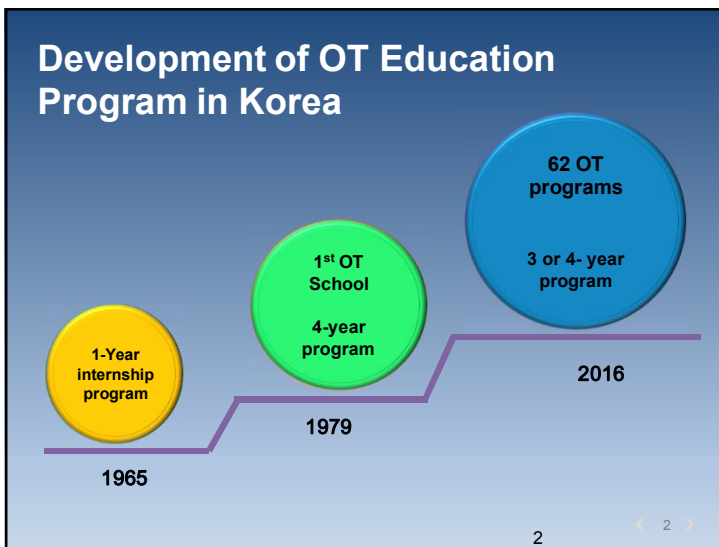 Development of OT Education
Program in Korea
62 OT
programs
3 or 4- year
program
1st OT
School
4-year
program
1-Year
internship
program
2016
1979
1965
2
2